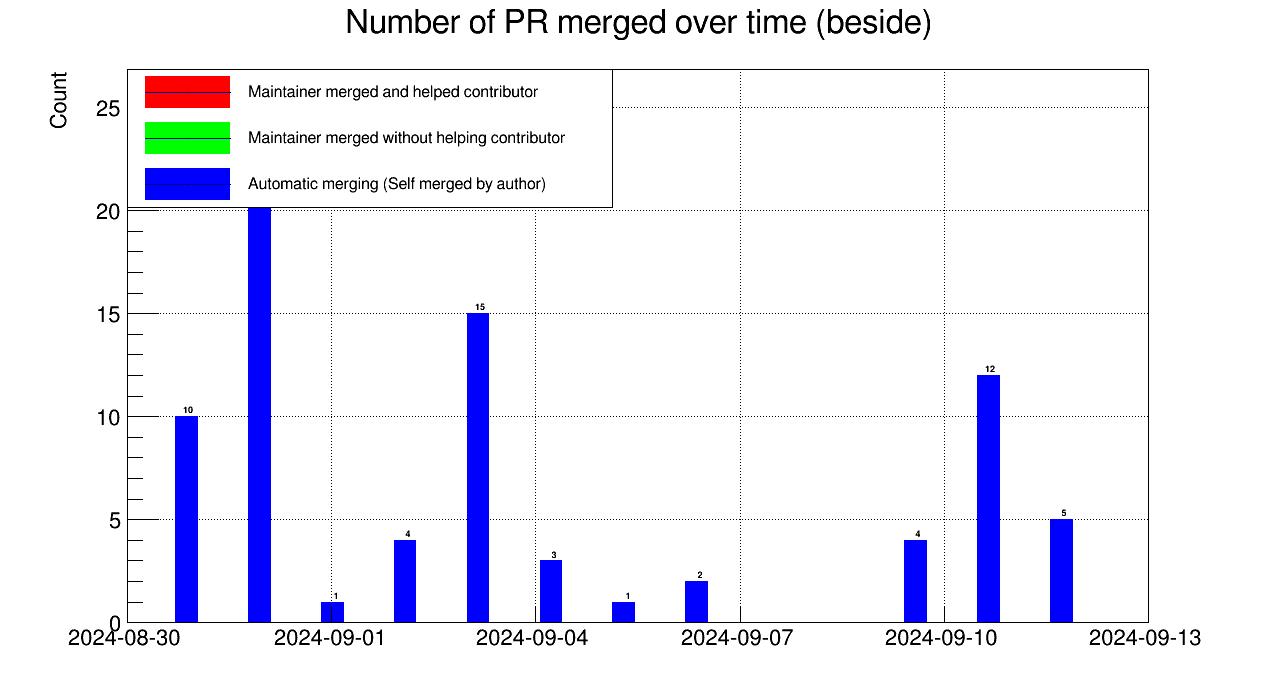 Number of PR merged over time (beside)
Count
Maintainer merged and helped contributor
Maintainer merged without helping contributor
Automatic merging (Self merged by author)
25
20
15
10
5
0
10
1
4
15
3
1
2
4
12
5
2024-08-30 2024-09-01 2024-09-04 2024-09-07 2024-09-10 2024-09-13